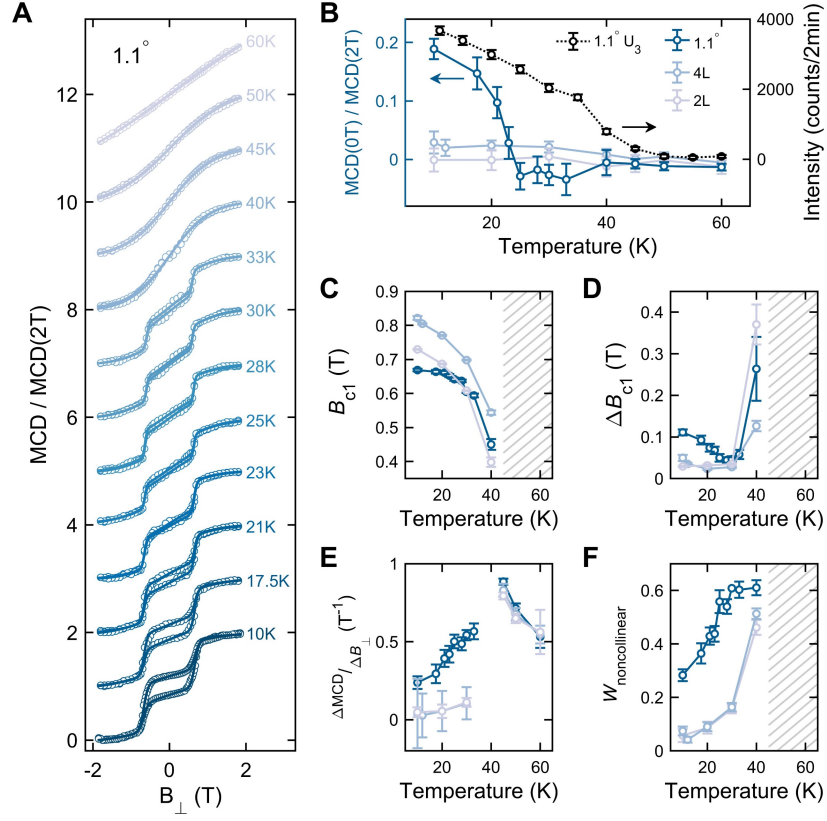 A
1.1°
60K
50K
45K
40K
33K
30K
28K
25K
23K
21K
17.5K
10K
MCD / MCD(2T)
12
10
8
6
4
2
0
-2 0 2
B⊥ (T)
B
MCD(0T) / MCD(2T)
0.2
0.1
0
1.1° U3
1.1°
4L
2L
4000
2000
0
Intensity (counts/2min)
20 40 60
Temperature (K)
C
Bc1 (T)
0.9
0.8
0.7
0.6
0.5
0.4
20 40 60
Temperature (K)
D
ΔBc1 (T)
0.4
0.3
0.2
0.1
0
20 40 60
Temperature (K)
E
ΔMCD/ΔB⊥ (T-1)
1
0.5
0
20 40 60
Temperature (K)
F
Wnoncollinear
0.6
0.4
0.2
0
20 40 60
Temperature (K)